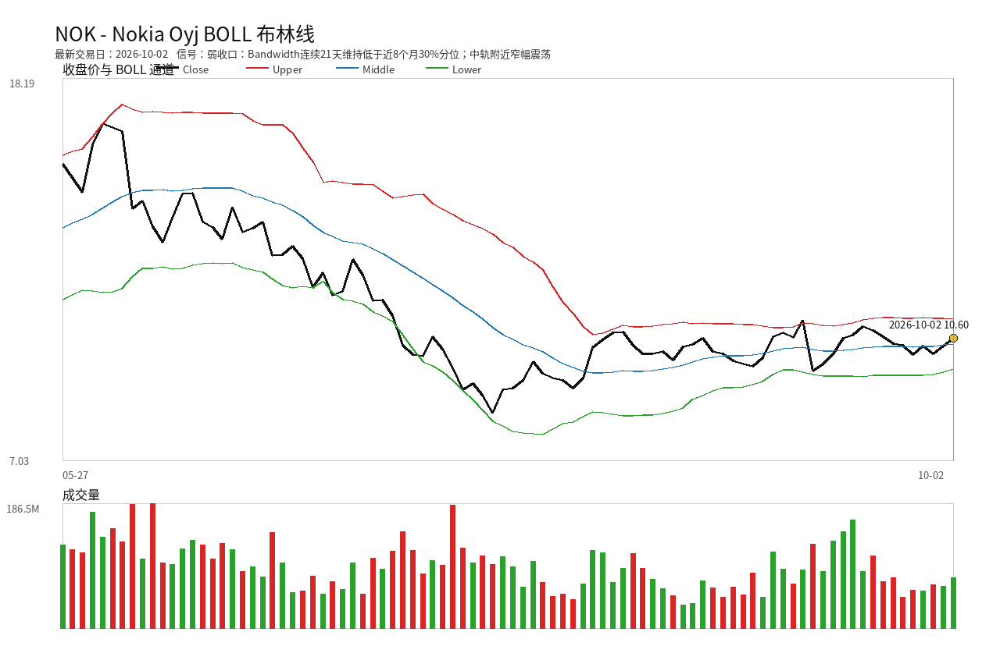 NOK - Nokia Oyj BOLL 布林线
最新交易日：2026-10-02 信号：弱收口：Bandwidth连续21天维持低于近8个月30%分位；中轨附近窄幅震荡
收盘价与 BOLL 通道 Close Upper Middle Lower
18.19
2026-10-02 10.60
7.03
05-27 10-02
成交量
186.5M